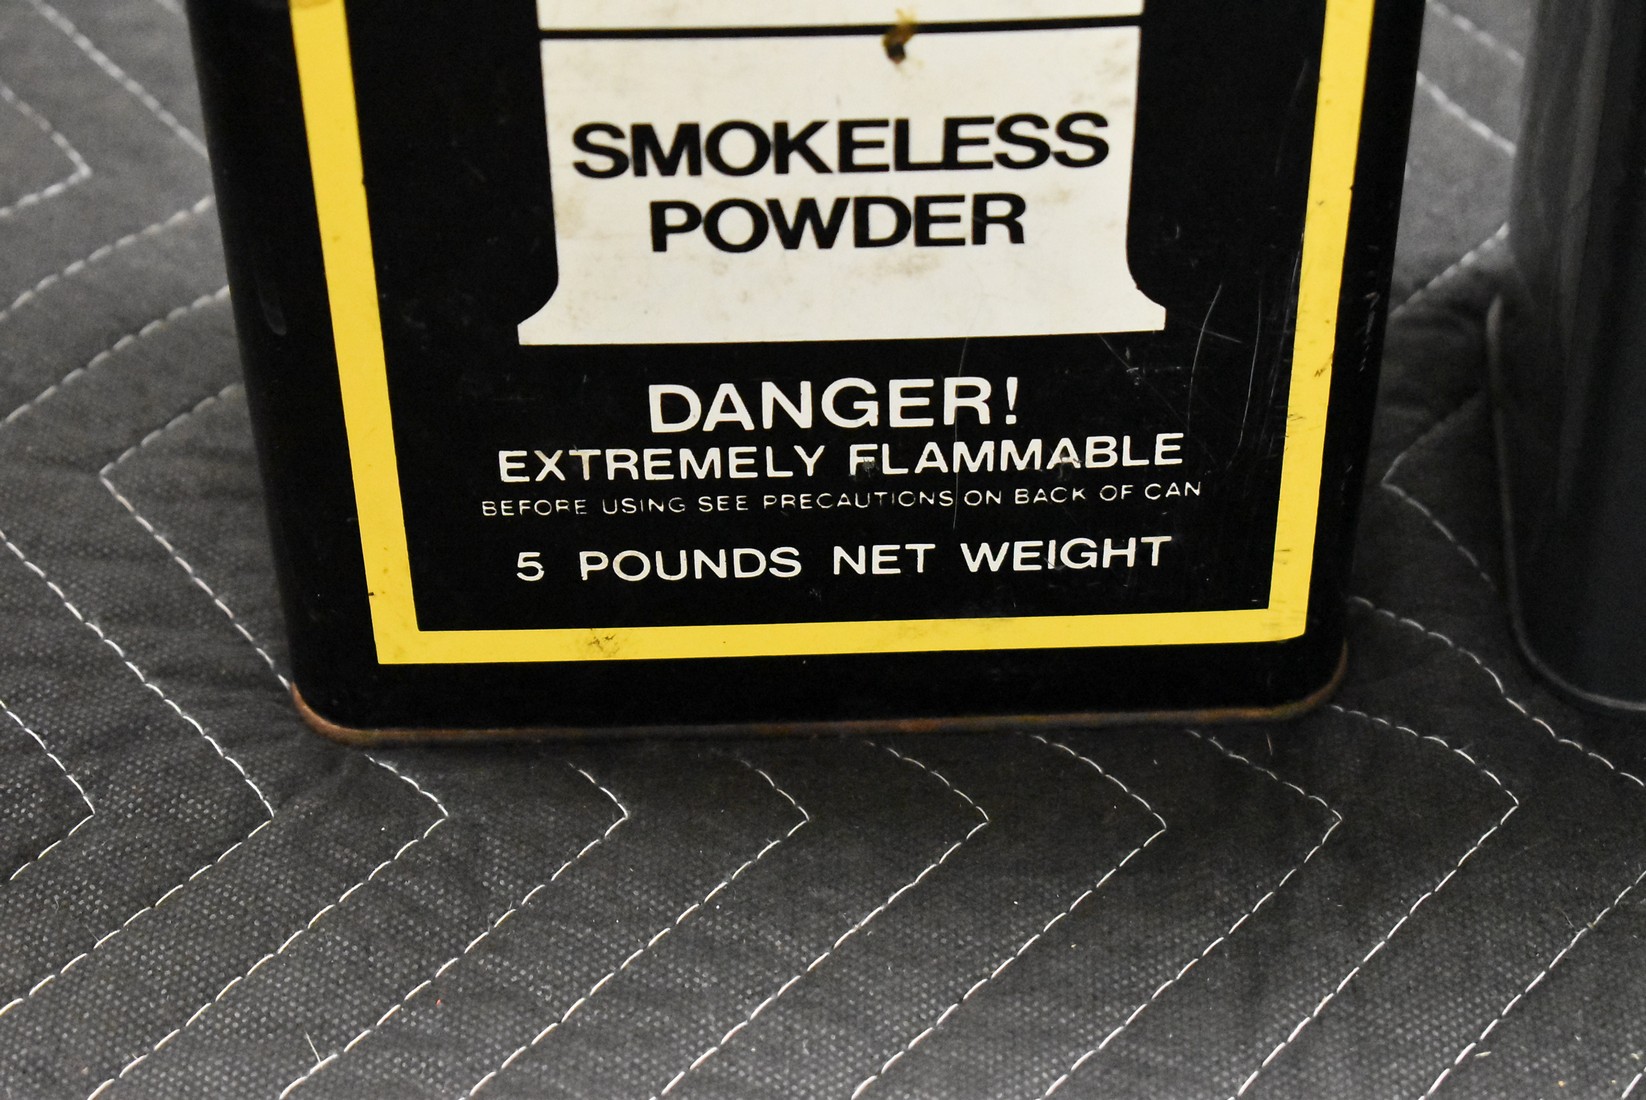 SMOKELESS
POWDER
DANGER!
EXTREMELY FLAMMABLE
BEFORE USING SEE PRECAUTIONS ON BACK OF CAN
5 POUNDS NET WEIGHT